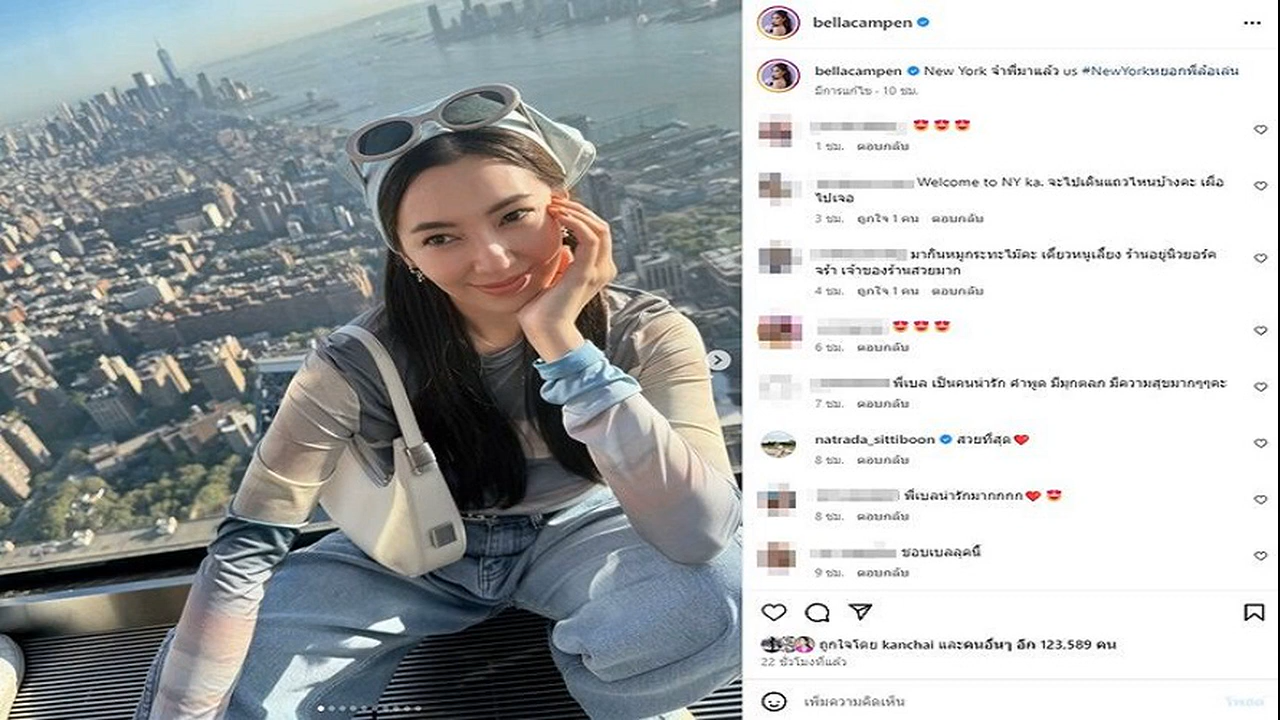 bellacampen
bellacampen New York จ๋าพี่มาแล้ว us #NewYorkหยอกพี่ล้อเล่น
มีการแก้ไข · 10 ชม.
1 ชม. ตอบกลับ
Welcome to NY ka. จะไปเดินแถวไหนบ้างคะ เผื่อ
ไปเจอ
3 ชม. ถูกใจ 1 คน ตอบกลับ
มากินหมูกระทะไม๊คะ เดี๋ยวหนูเลี้ยง ร้านอยู่นิวยอร์ค
จร้า เจ้าของร้านสวยมาก
4 ชม. ถูกใจ 1 คน ตอบกลับ
6 ชม. ตอบกลับ
พี่เบล เป็นคนน่ารัก คำพูด มีมุกตลก มีความสุขมากๆๆคะ
7 ชม. ตอบกลับ
natrada_sittiboon สวยที่สุด❤️
8 ชม. ตอบกลับ
พี่เบลน่ารักมากกกก❤️😍
8 ชม. ตอบกลับ
ชอบเบลลุคนี้
9 ชม. ตอบกลับ
ถูกใจโดย kanchai และคนอื่นๆ อีก 123,589 คน
22 ชั่วโมงที่แล้ว
เพิ่มความคิดเห็น
โพสต์